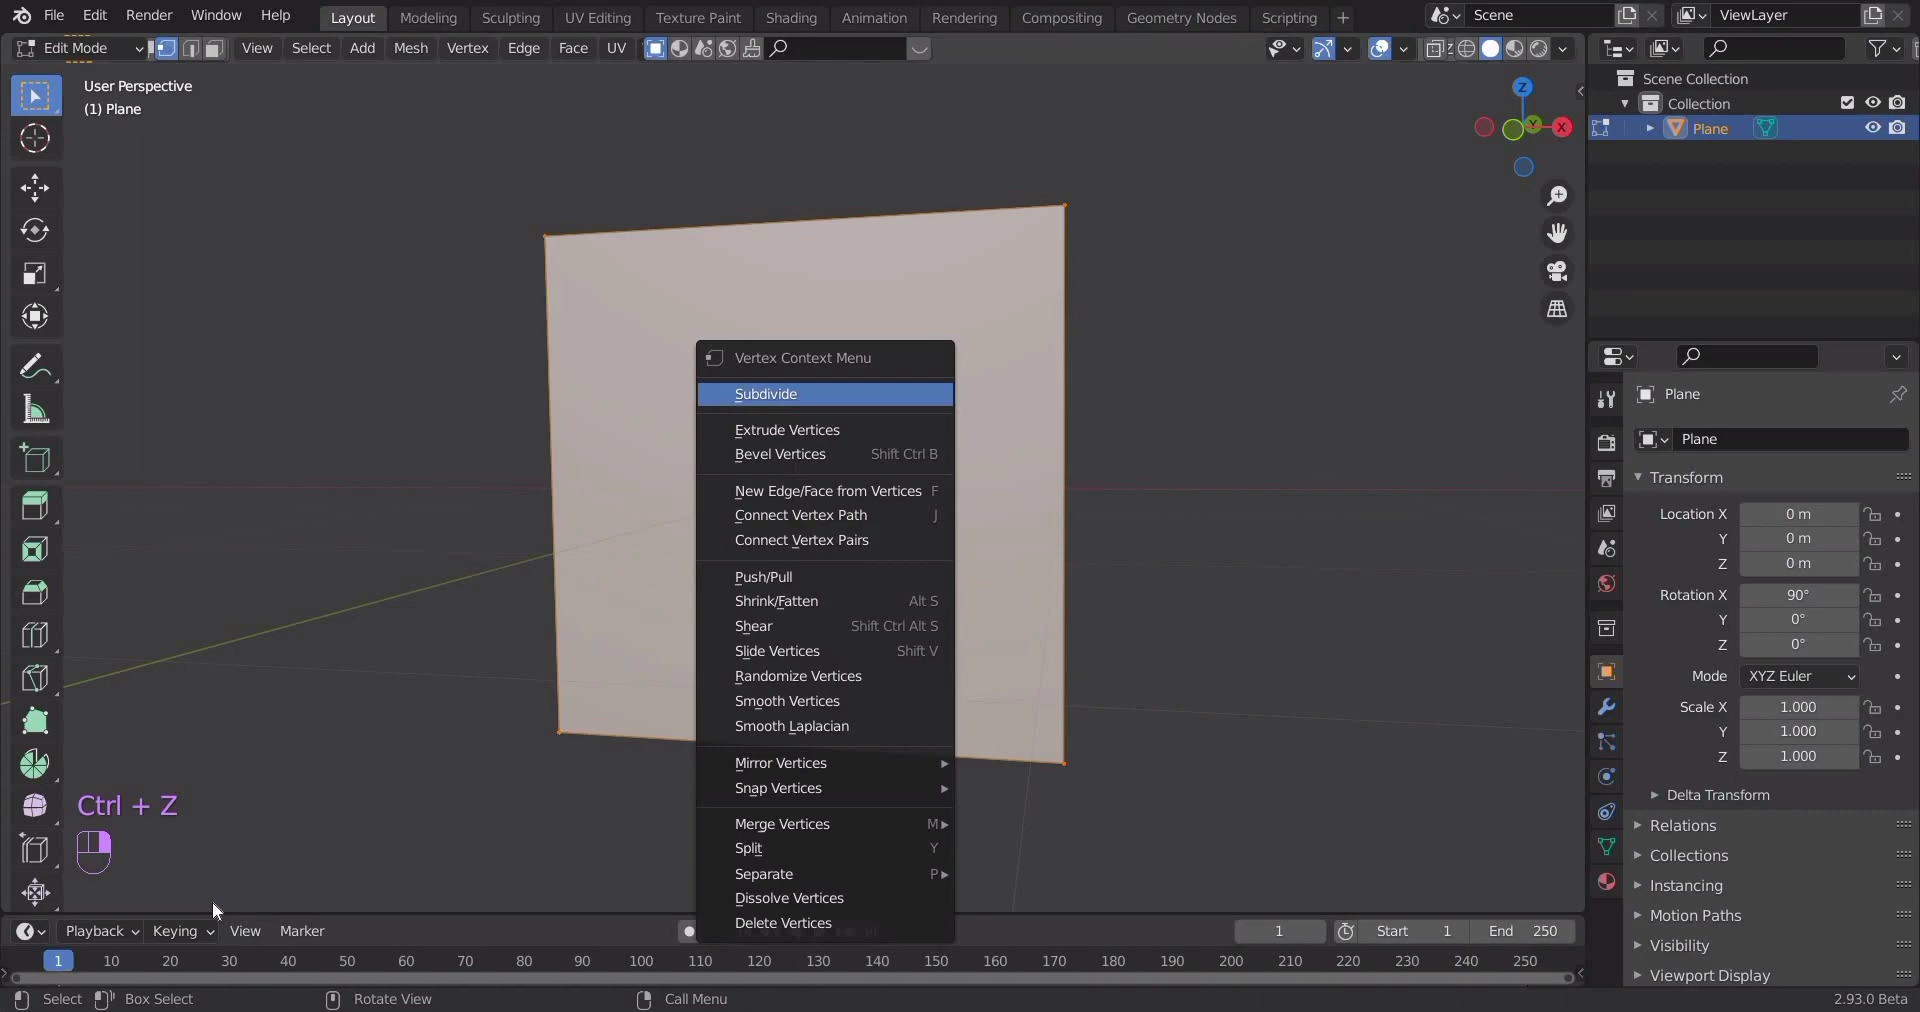 File Edit Render Window Help Layout Modeling Sculpting UV Editing Texture Paint Shading Animation Rendering Compositing Geometry Nodes Scripting + Scene ViewLayer
Edit Mode View Select Add Mesh Vertex Edge Face UV
User Perspective
(1) Plane
Z
Y
X
Scene Collection
Collection
Plane
Vertex Context Menu
Subdivide
Extrude Vertices
Bevel Vertices Shift Ctrl B
New Edge/Face from Vertices F
Connect Vertex Path J
Connect Vertex Pairs
Push/Pull
Shrink/Fatten Alt S
Shear Shift Ctrl Alt S
Slide Vertices Shift V
Randomize Vertices
Smooth Vertices
Smooth Laplacian
Mirror Vertices
Snap Vertices
Merge Vertices M
Split Y
Separate P
Dissolve Vertices
Delete Vertices
Ctrl + Z
Plane
Plane
Transform
Location X 0 m
Y 0 m
Z 0 m
Rotation X 90°
Y 0°
Z 0°
Mode XYZ Euler
Scale X 1.000
Y 1.000
Z 1.000
Delta Transform
Relations
Collections
Instancing
Motion Paths
Visibility
Viewport Display
Playback Keying View Marker 1 Start 1 End 250
1 10 20 30 40 50 60 70 80 90 100 110 120 130 140 150 160 170 180 190 200 210 220 230 240 250
Select Box Select Rotate View Call Menu 2.93.0 Beta